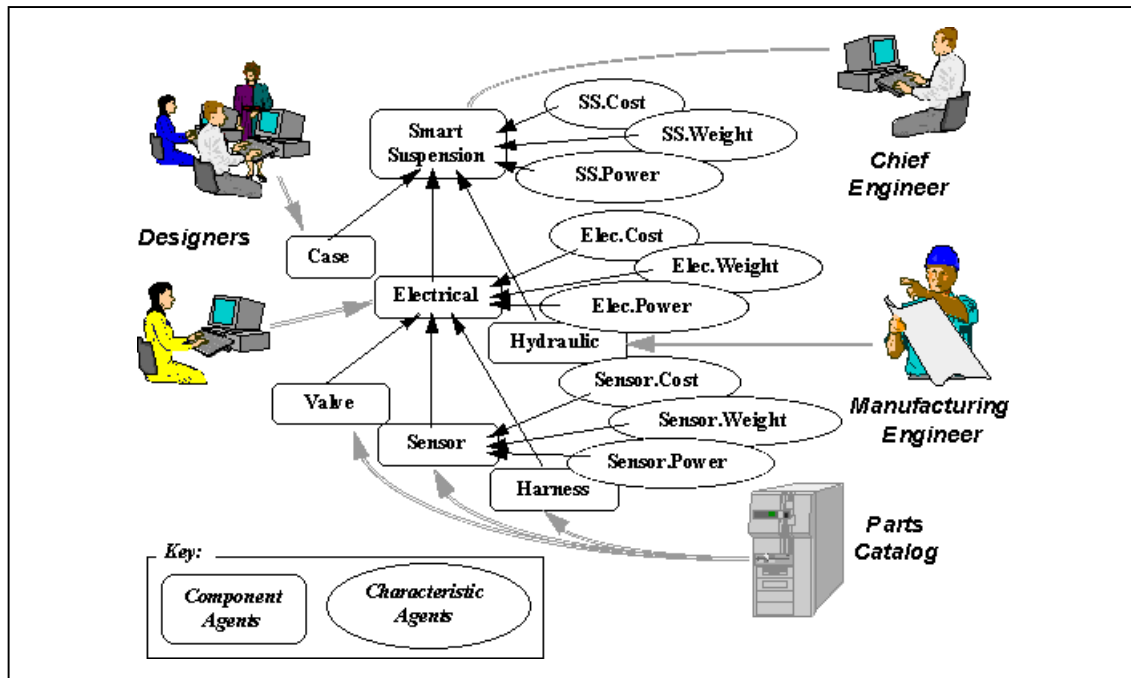 SS.Cost
Smart
Suspension
SS.Weight
SS.Power
Chief
Engineer
Designers
Case
Elec.Cost
Elec.Weight
Electrical
Elec.Power
Hydraulic
Sensor.Cost
Valve
Sensor.Weight
Manufacturing
Engineer
Sensor
Sensor.Power
Harness
Parts
Catalog
Key:
Component
Agents
Characteristic
Agents